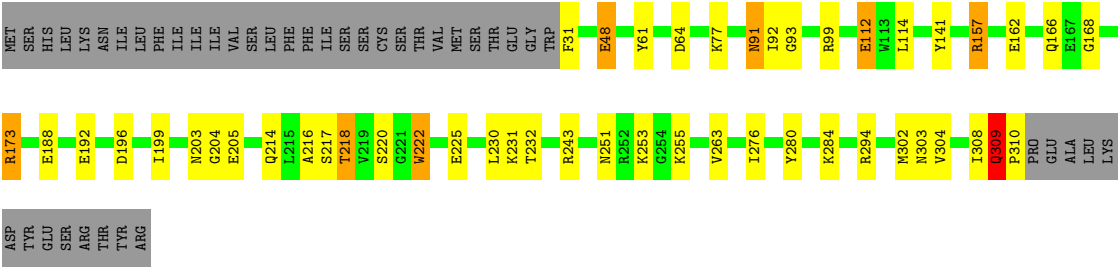 MET SER HIS LEU LYS ASN ILE LEU PHE ILE ILE ILE VAL SER LEU PHE PHE ILE SER SER CYS SER THR VAL MET SER THR GLU GLY TRP F31 E48 Y61 D64 K77 N91 I92 G93 R99 E112 W113 L114 Y141 R157 E162 Q166 E167 G168
R173 E188 E192 D196 I199 N203 G204 E205 Q214 L215 A216 S217 T218 V219 S220 G221 W222 E225 L230 K231 T232 R243 N251 R252 K253 G254 K255 V263 I276 Y280 K284 R294 M302 N303 V304 I308 Q309 P310 PRO GLU ALA LEU LYS
ASP TYR GLU SER ARG THR TYR ARG